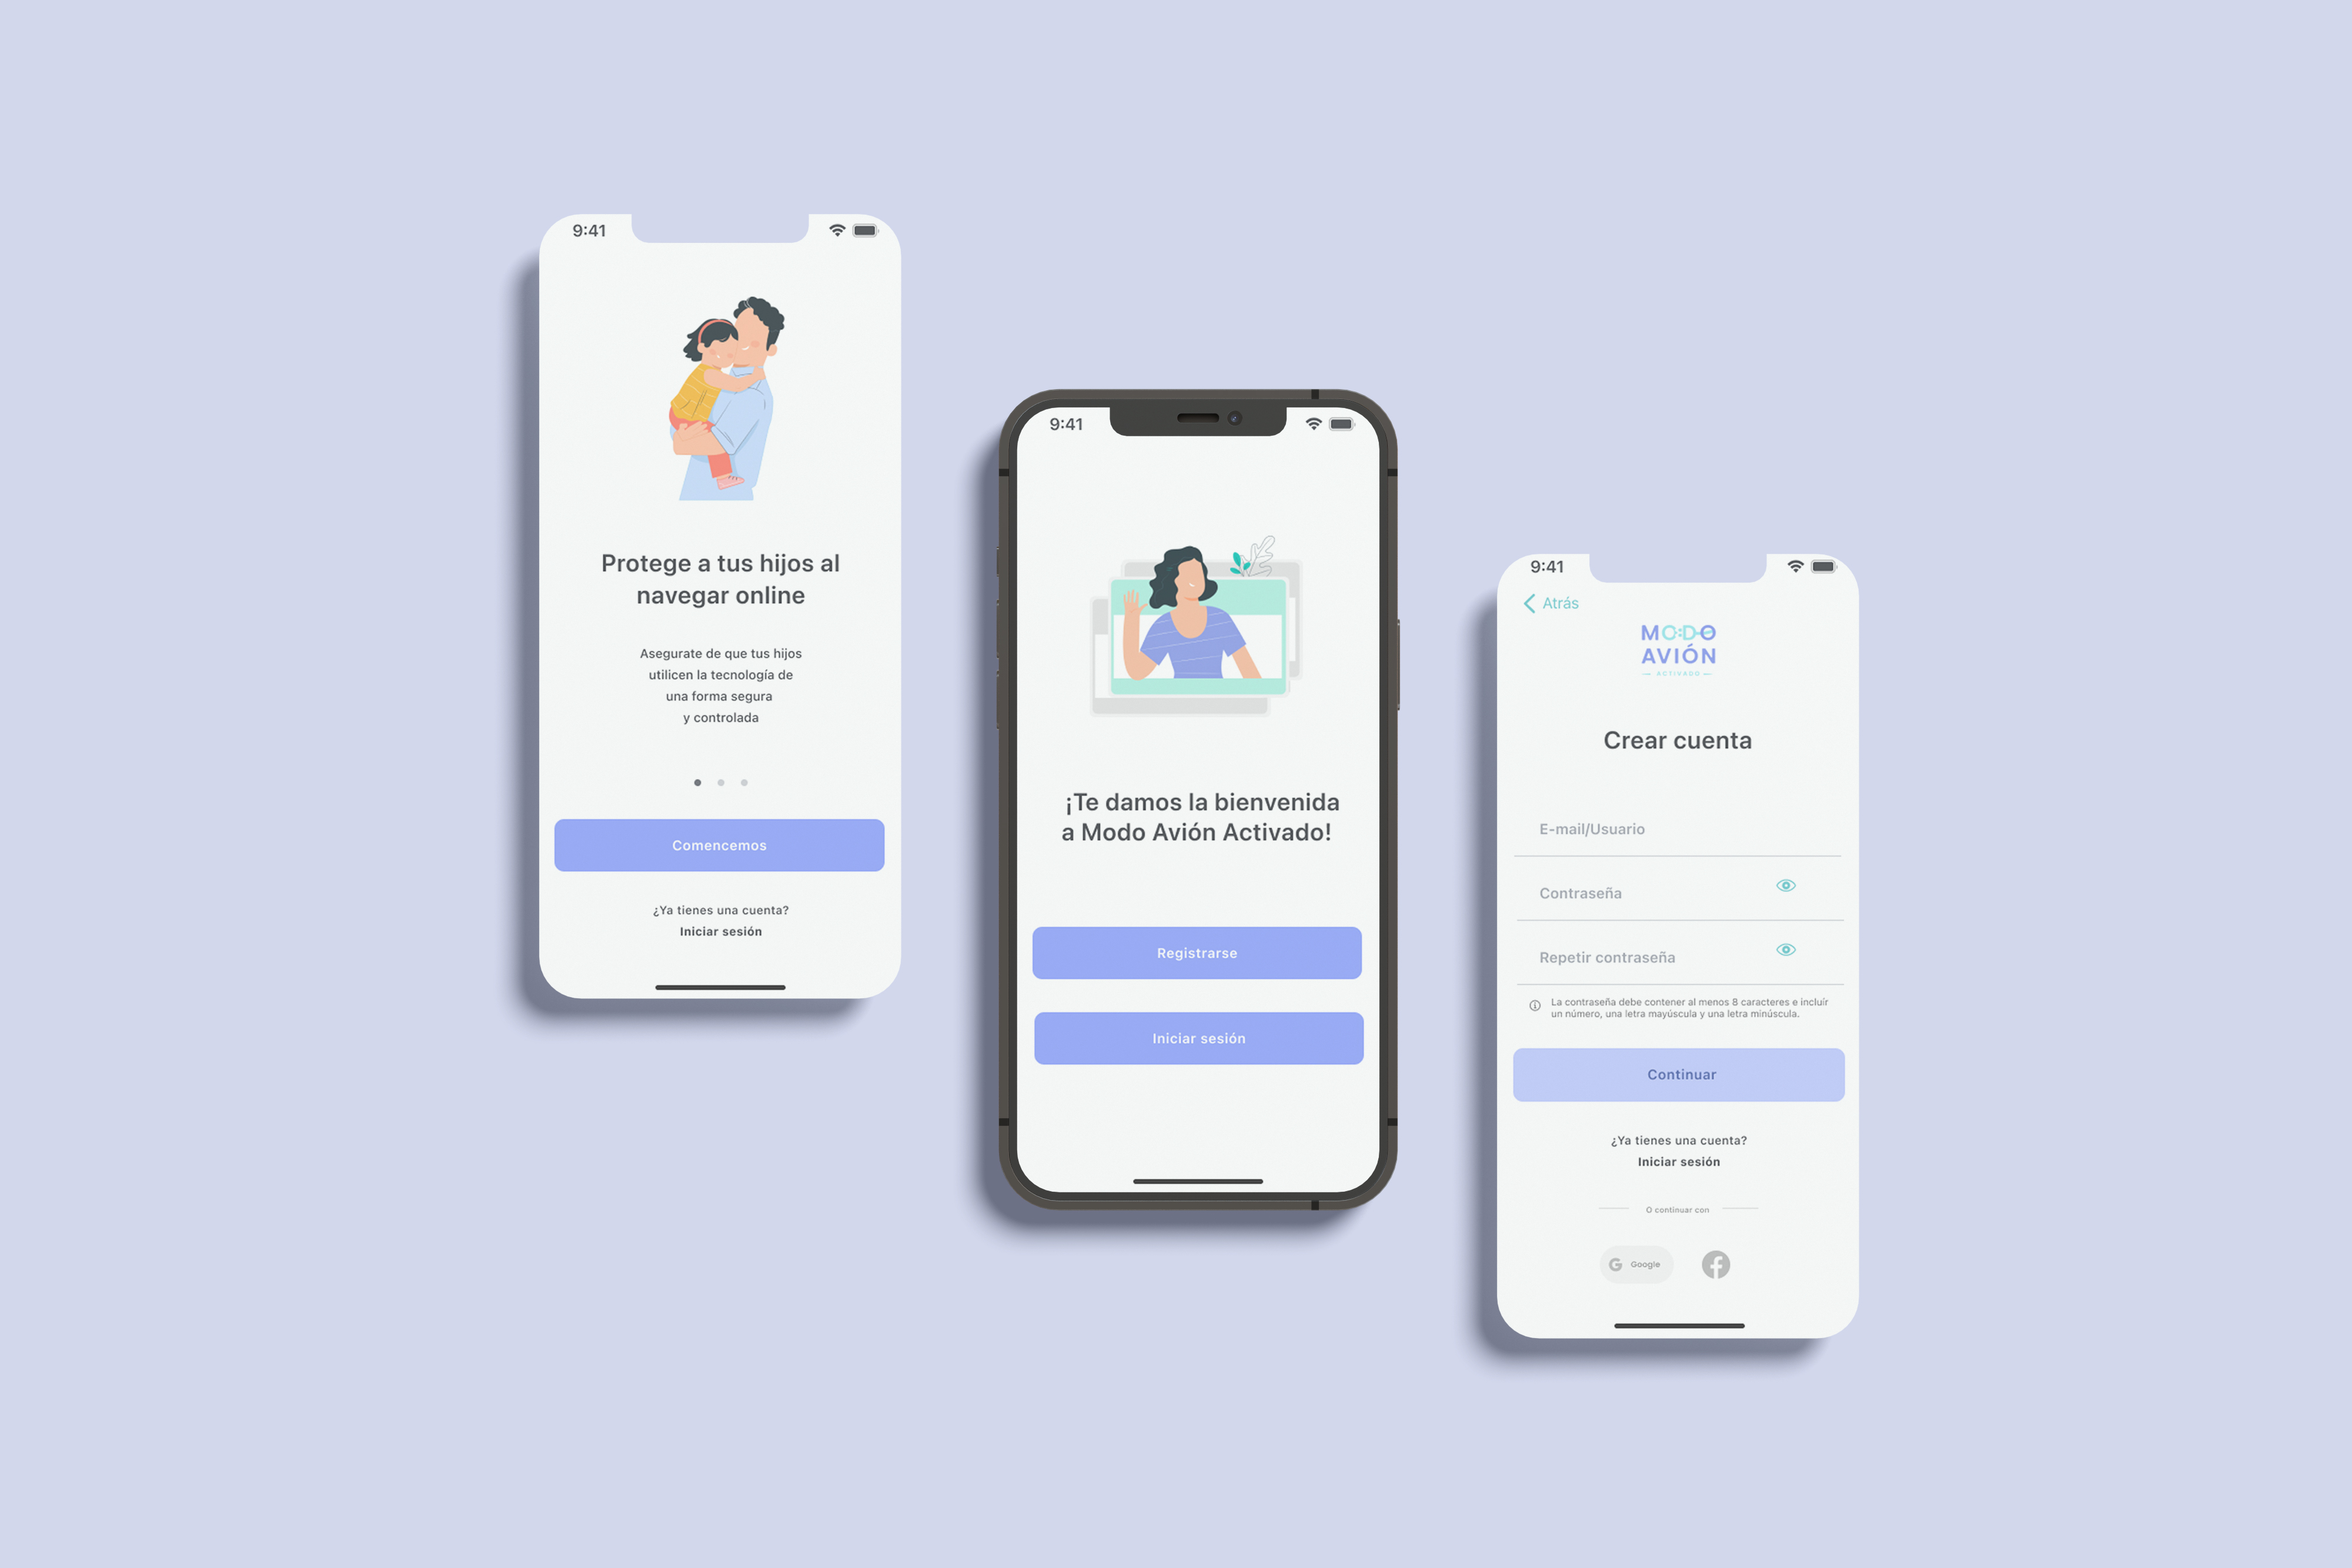 9:41
Protege a tus hijos al
navegar online
Asegurate de que tus hijos
utilicen la tecnología de
una forma segura
y controlada
Comencemos
¿Ya tienes una cuenta?
Iniciar sesión
9:41
¡Te damos la bienvenida
a Modo Avión Activado!
Registrarse
Iniciar sesión
9:41
Atrás
MODO
AVIÓN
ACTIVADO
Crear cuenta
E-mail/Usuario
Contraseña
Repetir contraseña
La contraseña debe contener al menos 8 caracteres e incluír
un número, una letra mayúscula y una letra minúscula.
Continuar
¿Ya tienes una cuenta?
Iniciar sesión
O continuar con
G Google